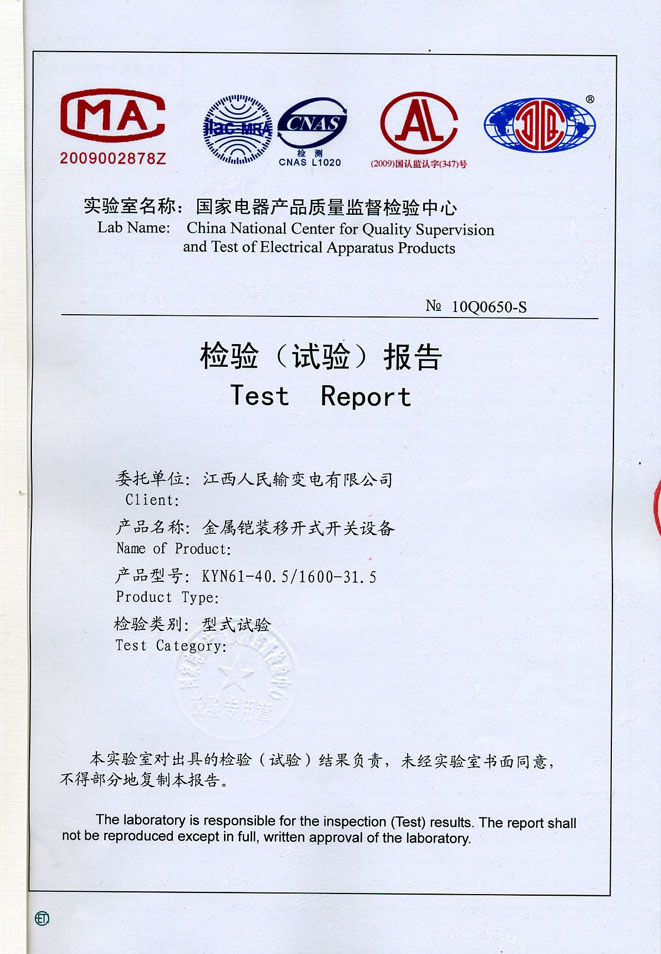 MA
2009002878Z
ilac-MRA
CNAS
检 测
CNAS L1020
AL
(2009)国认监认字(347)号
®
实验室名称：国家电器产品质量监督检验中心
Lab Name: China National Center for Quality Supervision
and Test of Electrical Apparatus Products
№ 10Q0650-S
检验（试验）报告
Test Report
委托单位：江西人民输变电有限公司
Client:
产品名称：金属铠装移开式开关设备
Name of Product:
产品型号：KYN61-40.5/1600-31.5
Product Type:
检验类别：型式试验
Test Category:
检验专用章
本实验室对出具的检验（试验）结果负责，未经实验室书面同意，
不得部分地复制本报告。
The laboratory is responsible for the inspection (Test) results. The report shall
not be reproduced except in full, written approval of the laboratory.